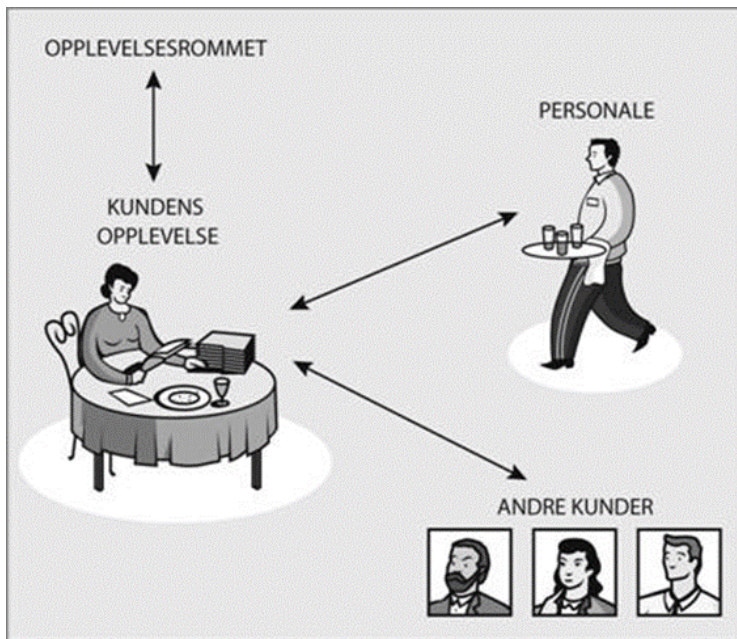 OPPLEVELSESROMMET
PERSONALE
KUNDENS
OPPLEVELSE
ANDRE KUNDER